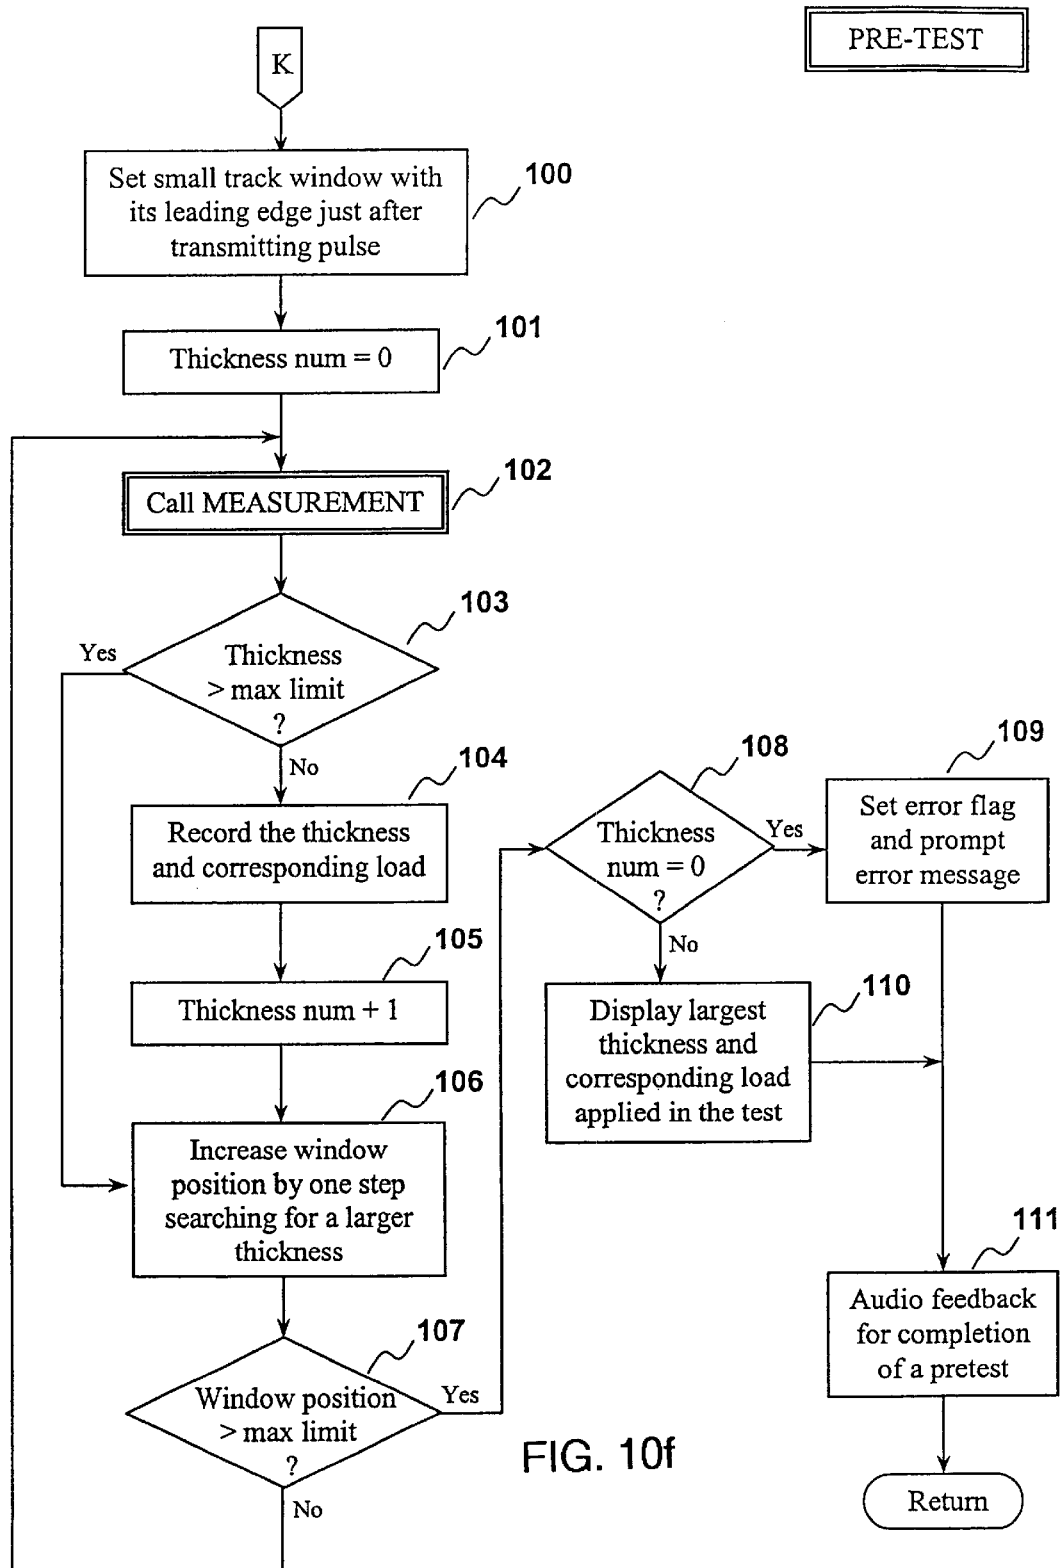 PRE-TEST
K
Set small track window with
its leading edge just after
transmitting pulse
100
Thickness num = 0
101
Call MEASUREMENT
102
Thickness
> max limit
?
103
Yes
No
Record the thickness
and corresponding load
104
Thickness num + 1
105
Increase window
position by one step
searching for a larger
thickness
106
Window position
> max limit
?
107
Yes
No
Thickness
num = 0
?
108
Yes
No
Set error flag
and prompt
error message
109
Display largest
thickness and
corresponding load
applied in the test
110
Audio feedback
for completion
of a pretest
111
Return
FIG. 10f